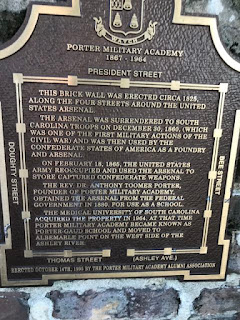 PORTER MILITARY ACADEMY
1867 - 1964
PRESIDENT STREET
THIS BRICK WALL WAS ERECTED CIRCA 1825,
ALONG THE FOUR STREETS AROUND THE UNITED
STATES ARSENAL.
THE ARSENAL WAS SURRENDERED TO SOUTH
CAROLINA TROOPS ON DECEMBER 30, 1860, (WHICH
WAS ONE OF THE FIRST MILITARY ACTIONS OF THE
CIVIL WAR) AND WAS THEN USED BY THE
CONFEDERATE STATES OF AMERICA AS A FOUNDRY
AND ARSENAL.
ON FEBRUARY 18, 1865, THE UNITED STATES
ARMY REOCCUPIED AND USED THE ARSENAL TO
STORE CAPTURED CONFEDERATE WEAPONS.
THE REV. DR. ANTHONY TOOMER PORTER,
FOUNDER OF PORTER MILITARY ACADEMY,
OBTAINED THE ARSENAL FROM THE FEDERAL
GOVERNMENT IN 1880, FOR USE AS A SCHOOL.
THE MEDICAL UNIVERSITY OF SOUTH CAROLINA
ACQUIRED THE PROPERTY IN 1964, AT THAT TIME
PORTER MILITARY ACADEMY BECAME KNOWN AS
PORTER-GAUD SCHOOL AND MOVED TO
ALBEMARLE POINT ON THE WEST SIDE OF THE
ASHLEY RIVER.
DOUGHTY STREET
BEE STREET
THOMAS STREET (ASHLEY AVE.)
ERECTED OCTOBER 14TH, BY THE PORTER MILITARY ACADEMY ALUMNI ASSOCIATION